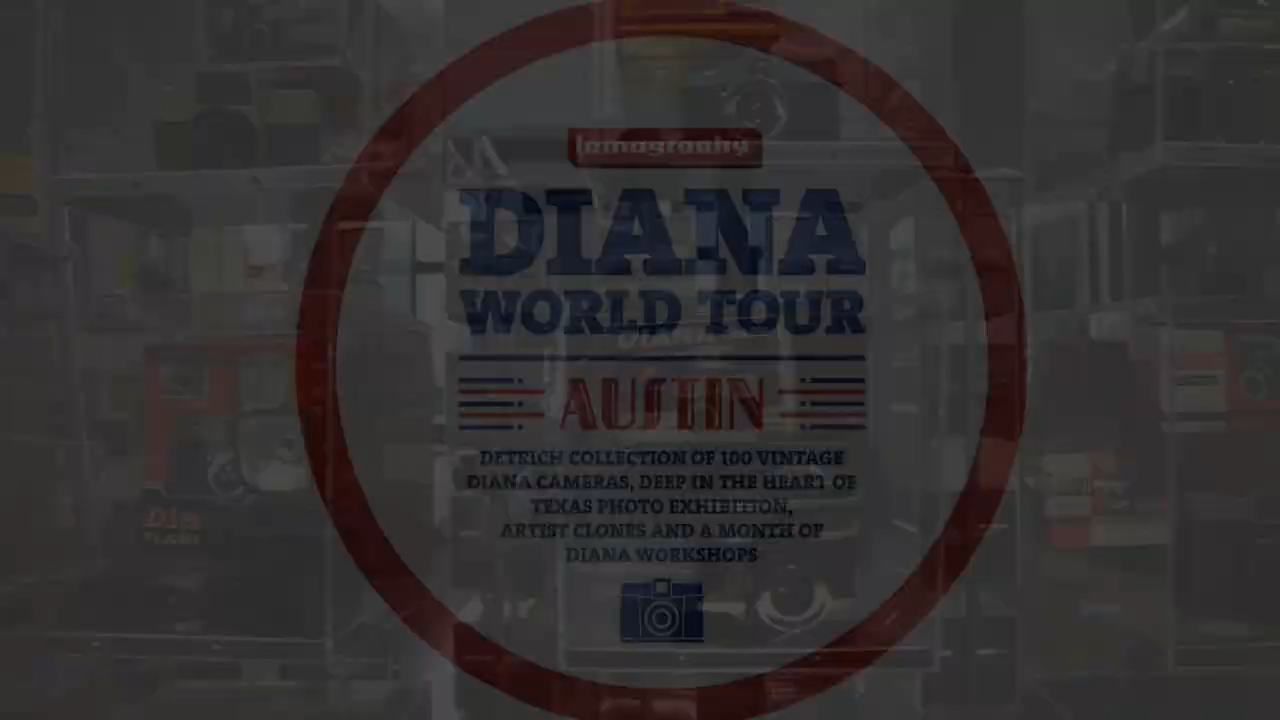 lomography
DIANA
WORLD TOUR
AUSTIN
DETRICH COLLECTION OF 100 VINTAGE
DIANA CAMERAS, DEEP IN THE HEART OF
TEXAS PHOTO EXHIBITION,
ARTIST CLONES AND A MONTH OF
DIANA WORKSHOPS